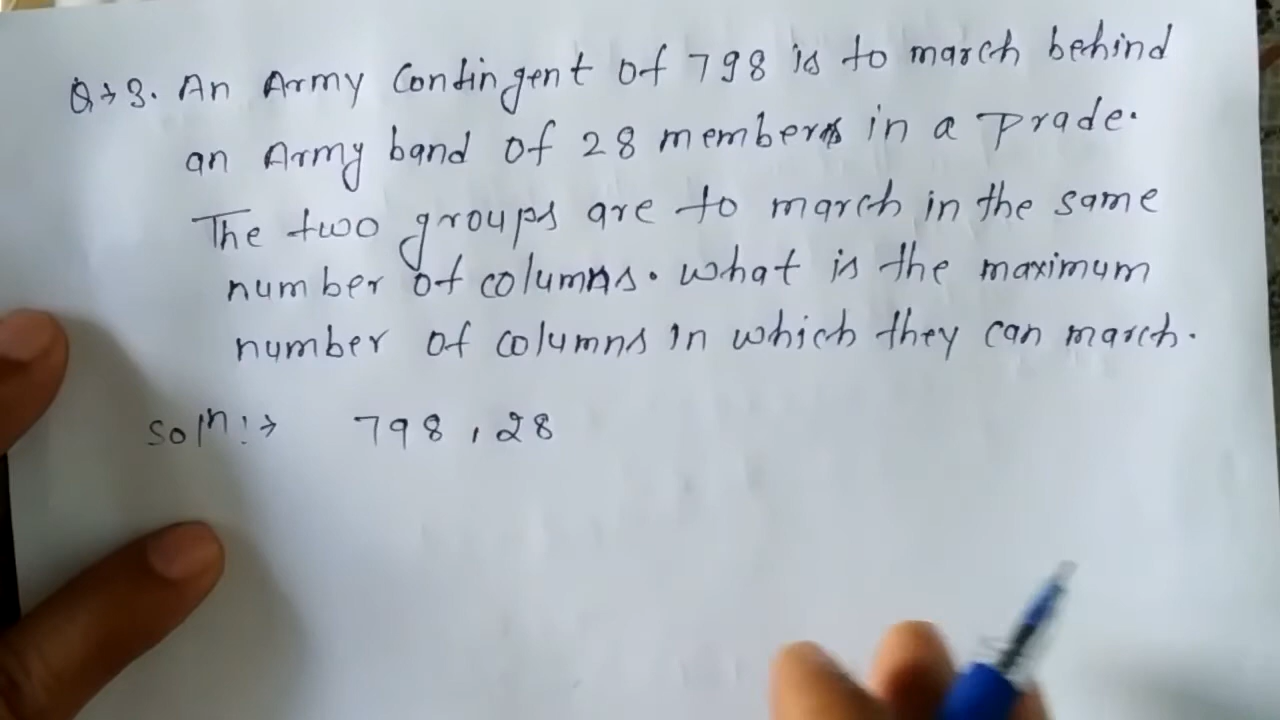 Q→3. An Army Contingent of 798 is to march behind
an Army band of 28 members in a Prade.
The two groups are to march in the same
number of columns. what is the maximum
number of columns in which they can march.
Solⁿ:→ 798, 28